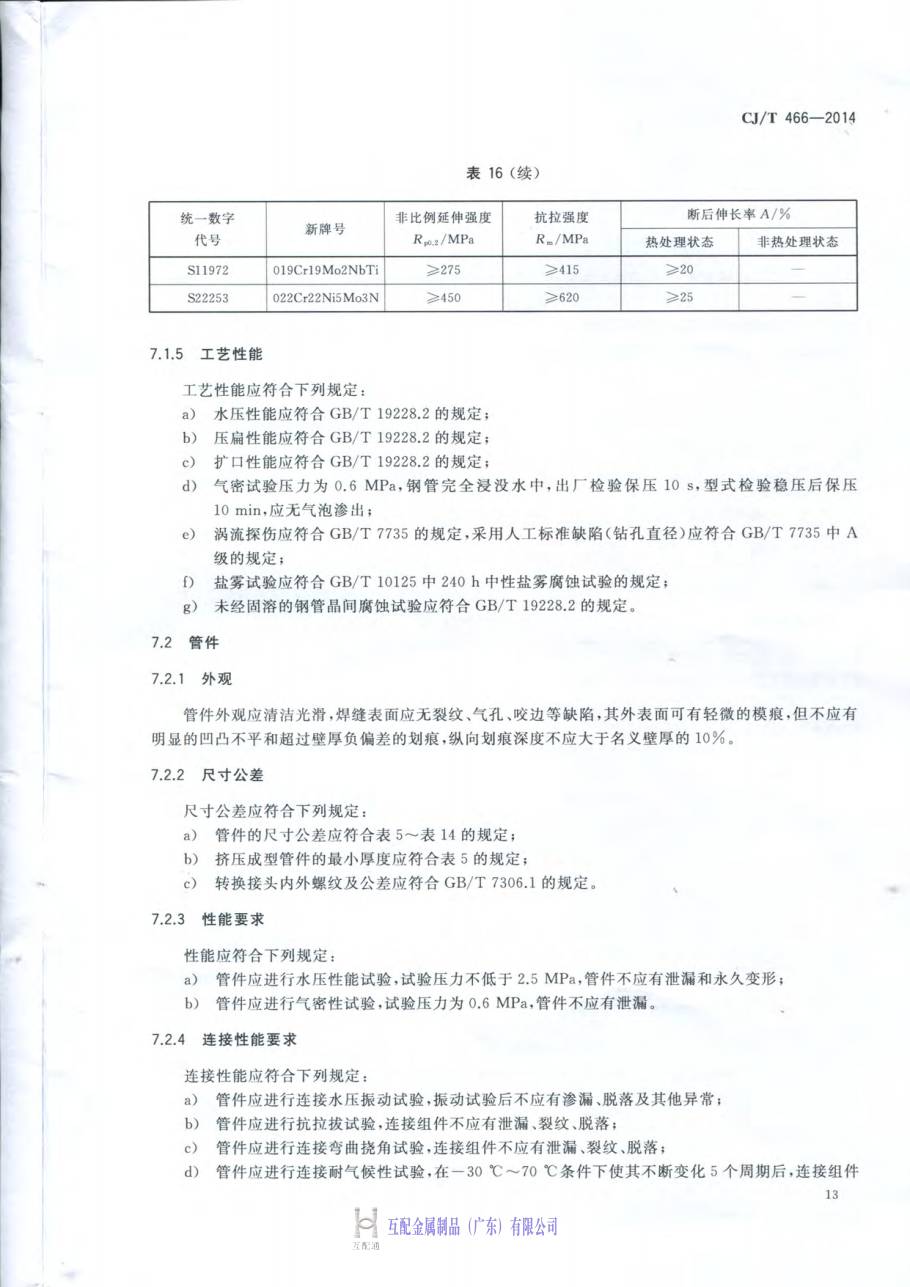 CJ/T 466—2014
表 16（续）
统一数字代号 新牌号 非比例延伸强度 Rp0.2/MPa 抗拉强度 Rm/MPa 断后伸长率 A/%
热处理状态 非热处理状态
S11972 019Cr19Mo2NbTi ≥275 ≥415 ≥20 —
S22253 022Cr22Ni5Mo3N ≥450 ≥620 ≥25 —
7.1.5 工艺性能
工艺性能应符合下列规定：
a) 水压性能应符合 GB/T 19228.2 的规定；
b) 压扁性能应符合 GB/T 19228.2 的规定；
c) 扩口性能应符合 GB/T 19228.2 的规定；
d) 气密试验压力为 0.6 MPa，钢管完全浸没水中，出厂检验保压 10 s，型式检验稳压后保压
10 min，应无气泡渗出；
e) 涡流探伤应符合 GB/T 7735 的规定，采用人工标准缺陷(钻孔直径)应符合 GB/T 7735 中 A
级的规定；
f) 盐雾试验应符合 GB/T 10125 中 240 h 中性盐雾腐蚀试验的规定；
g) 未经固溶的钢管晶间腐蚀试验应符合 GB/T 19228.2 的规定。
7.2 管件
7.2.1 外观
管件外观应清洁光滑，焊缝表面应无裂纹、气孔、咬边等缺陷，其外表面可有轻微的模痕，但不应有
明显的凹凸不平和超过壁厚负偏差的划痕，纵向划痕深度不应大于名义壁厚的 10%。
7.2.2 尺寸公差
尺寸公差应符合下列规定：
a) 管件的尺寸公差应符合表 5～表 14 的规定；
b) 挤压成型管件的最小厚度应符合表 5 的规定；
c) 转换接头内外螺纹及公差应符合 GB/T 7306.1 的规定。
7.2.3 性能要求
性能应符合下列规定：
a) 管件应进行水压性能试验，试验压力不低于 2.5 MPa，管件不应有泄漏和永久变形；
b) 管件应进行气密性试验，试验压力为 0.6 MPa，管件不应有泄漏。
7.2.4 连接性能要求
连接性能应符合下列规定：
a) 管件应进行连接水压振动试验，振动试验后不应有渗漏、脱落及其他异常；
b) 管件应进行抗拉拔试验，连接组件不应有泄漏、裂纹、脱落；
c) 管件应进行连接弯曲挠角试验，连接组件不应有泄漏、裂纹、脱落；
d) 管件应进行连接耐气候性试验，在－30 ℃～70 ℃条件下使其不断变化 5 个周期后，连接组件
13
互配金属制品（广东）有限公司
互配通